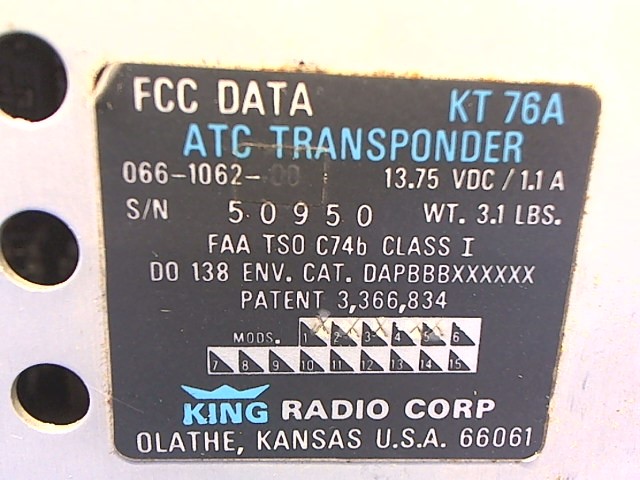 FCC DATA KT 76A
ATC TRANSPONDER
066-1062-00 13.75 VDC / 1.1 A
S/N 50950 WT. 3.1 LBS.
FAA TSO C74b CLASS I
DO 138 ENV. CAT. DAPBBBXXXXXX
PATENT 3,366,834
MODS. 1 2 3 4 5 6
7 8 9 10 11 12 13 14 15
KING RADIO CORP
OLATHE, KANSAS U.S.A. 66061